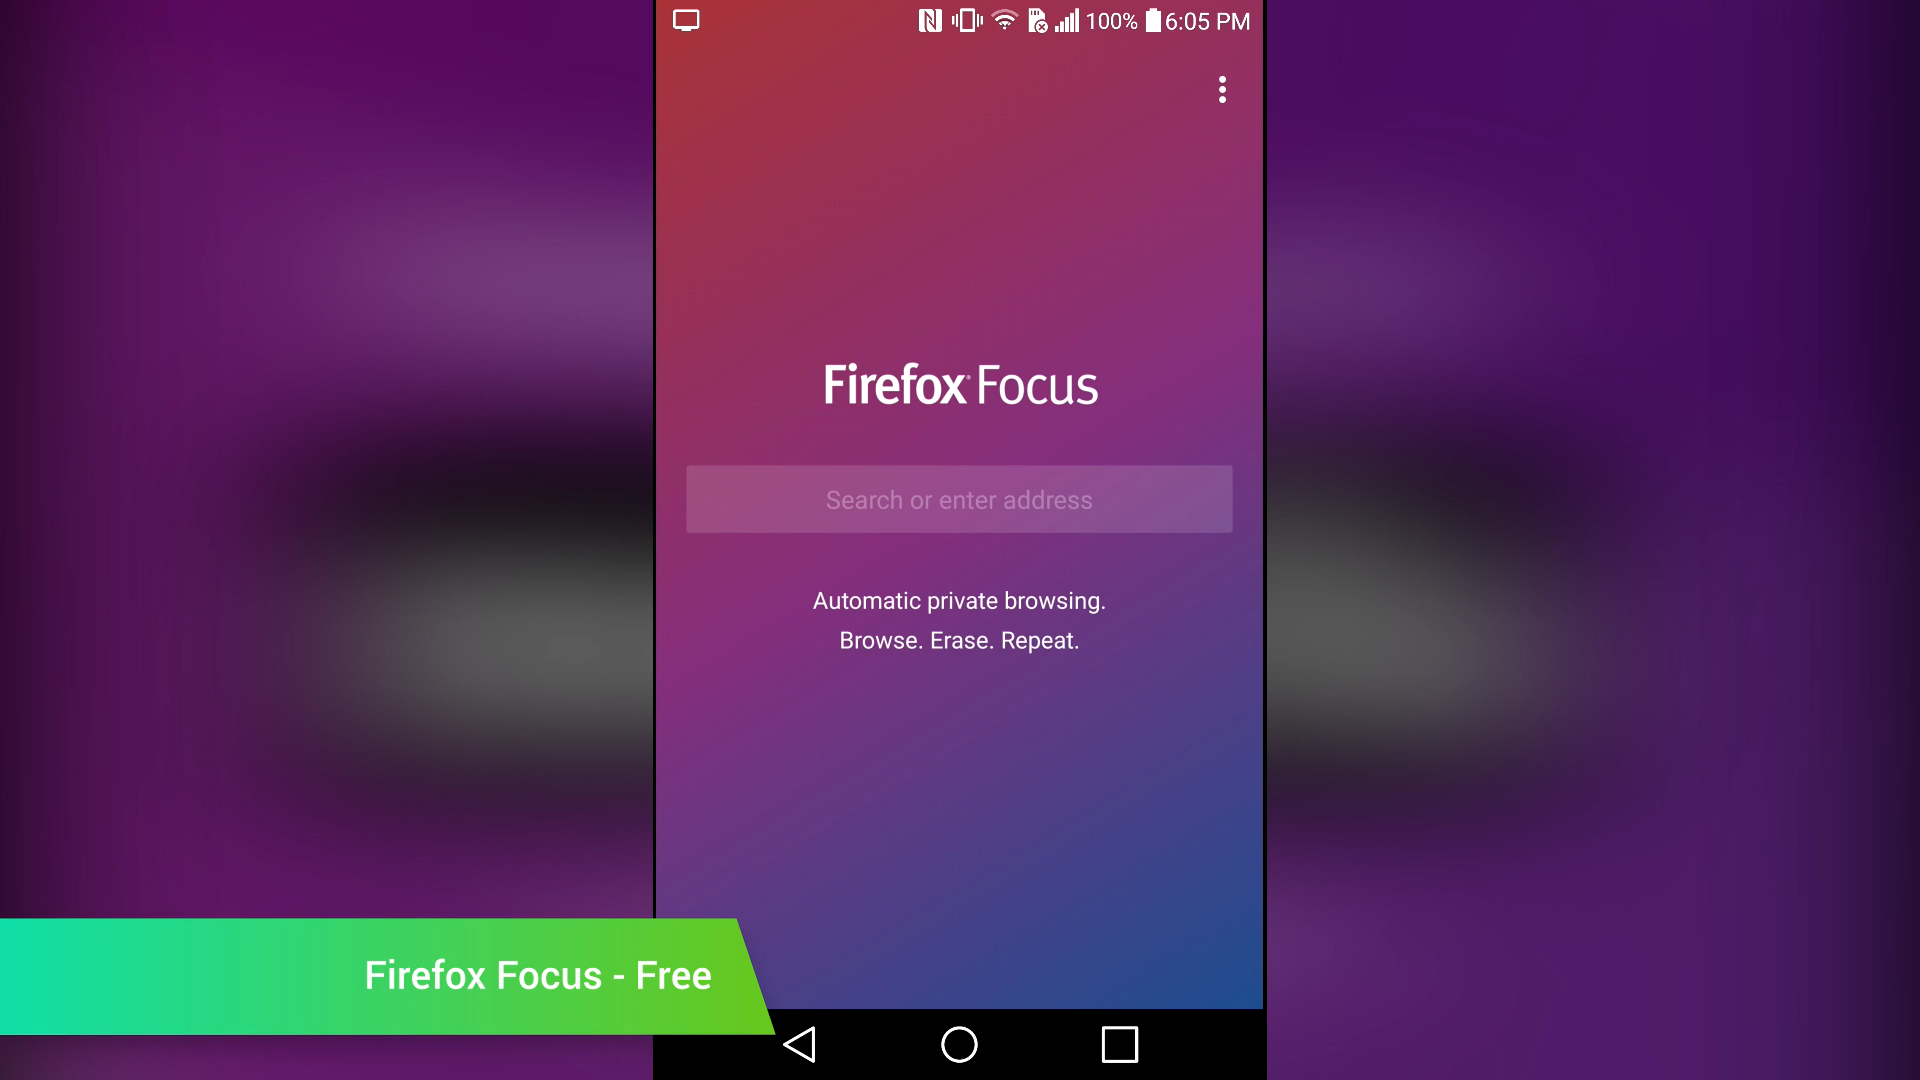 100% 6:05 PM
Firefox Focus
Search or enter address
Automatic private browsing.
Browse. Erase. Repeat.
Firefox Focus - Free